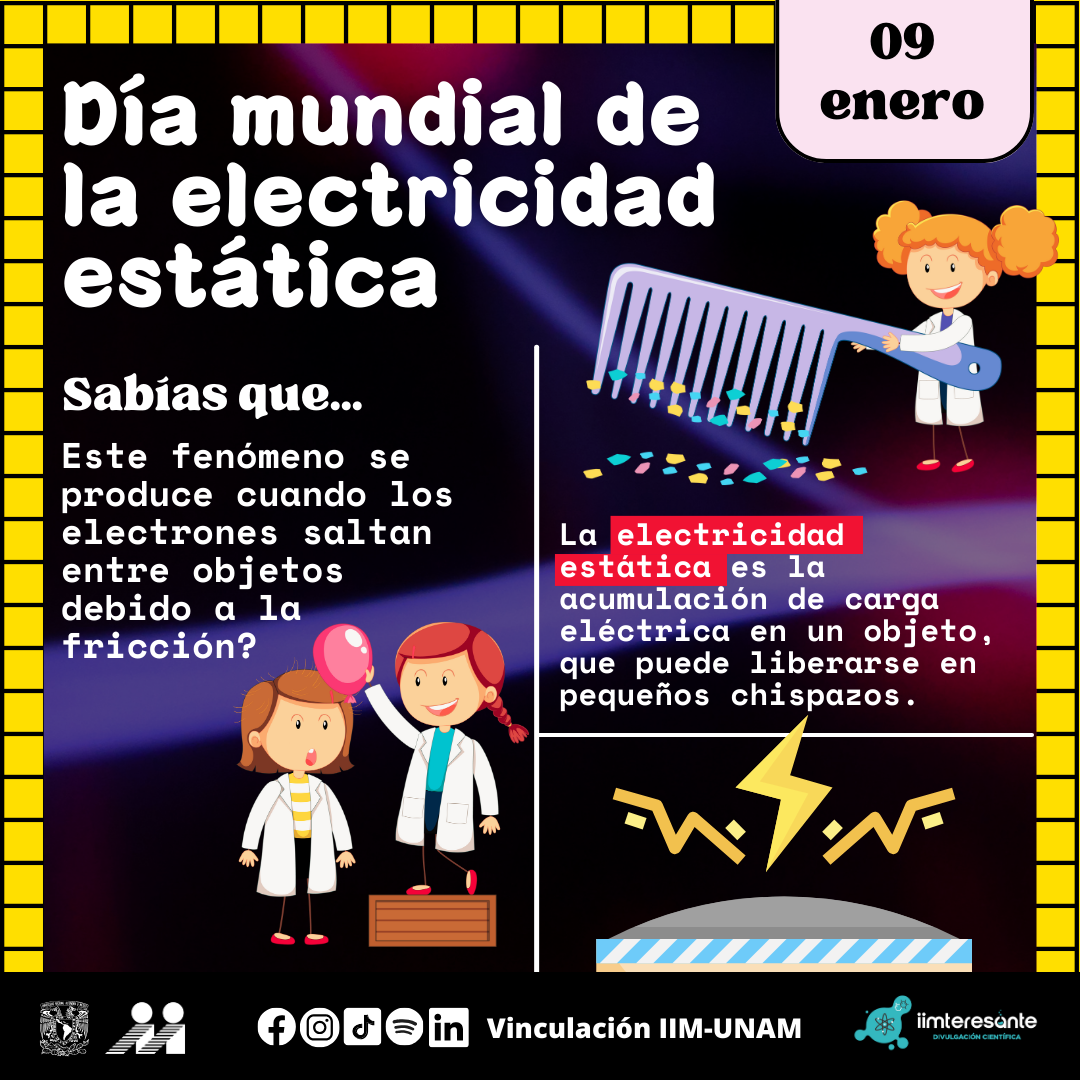 09
enero
Día mundial de
la electricidad
estática
Sabías que...
Este fenómeno se
produce cuando los
electrones saltan
entre objetos
debido a la
fricción?
La electricidad
estática es la
acumulación de carga
eléctrica en un objeto,
que puede liberarse en
pequeños chispazos.
Vinculación IIM-UNAM
iimteresante
DIVULGACIÓN CIENTÍFICA